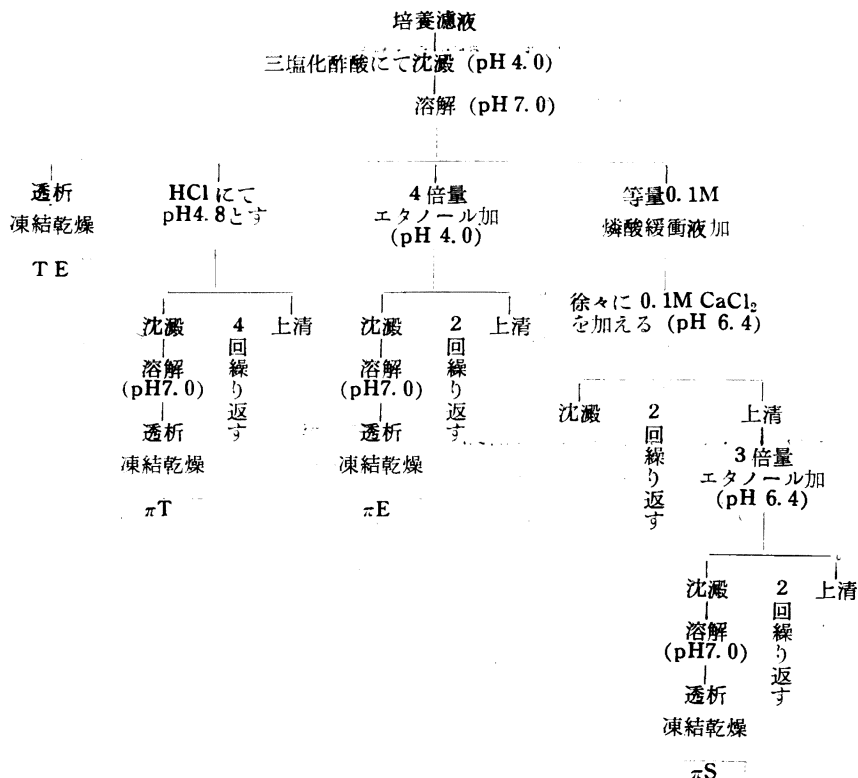 培養濾液
三塩化酢酸にて沈澱 (pH 4.0)
溶解 (pH 7.0)
透析
凍結乾燥
T E
HCl にて
pH4.8とす
沈澱
4回繰り返す
上清
溶解
(pH7.0)
透析
凍結乾燥
πT
4 倍量
エタノール加
(pH 4.0)
沈澱
2回繰り返す
上清
溶解
(pH7.0)
透析
凍結乾燥
πE
等量0.1M
燐酸緩衝液加
徐々に 0.1M CaCl₂
を加える (pH 6.4)
沈澱
2回繰り返す
上清
3 倍量
エタノール加
(pH 6.4)
沈澱
2回繰り返す
上清
溶解
(pH7.0)
透析
凍結乾燥
πS